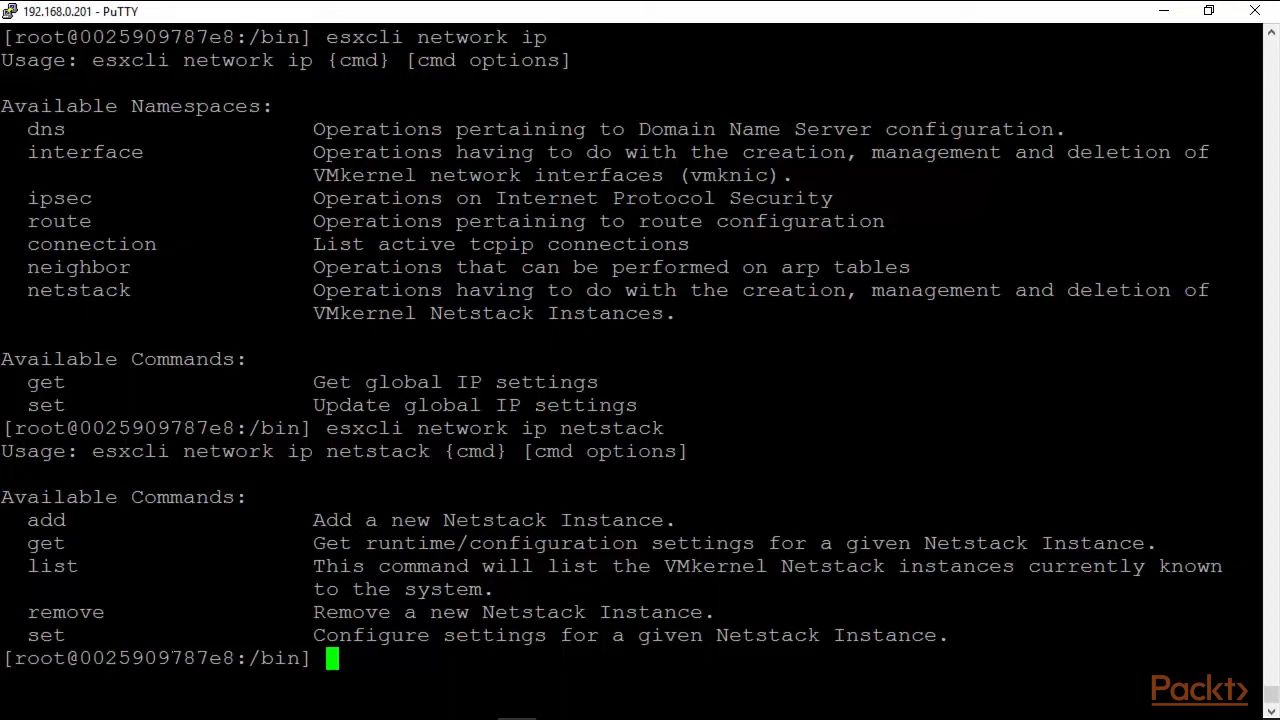 192.168.0.201 - PuTTY
[root@0025909787e8:/bin] esxcli network ip
Usage: esxcli network ip {cmd} [cmd options]
Available Namespaces:
dns Operations pertaining to Domain Name Server configuration.
interface Operations having to do with the creation, management and deletion of
VMkernel network interfaces (vmknic).
ipsec Operations on Internet Protocol Security
route Operations pertaining to route configuration
connection List active tcpip connections
neighbor Operations that can be performed on arp tables
netstack Operations having to do with the creation, management and deletion of
VMkernel Netstack Instances.
Available Commands:
get Get global IP settings
set Update global IP settings
[root@0025909787e8:/bin] esxcli network ip netstack
Usage: esxcli network ip netstack {cmd} [cmd options]
Available Commands:
add Add a new Netstack Instance.
get Get runtime/configuration settings for a given Netstack Instance.
list This command will list the VMkernel Netstack instances currently known
to the system.
remove Remove a new Netstack Instance.
set Configure settings for a given Netstack Instance.
[root@0025909787e8:/bin]
Packt>